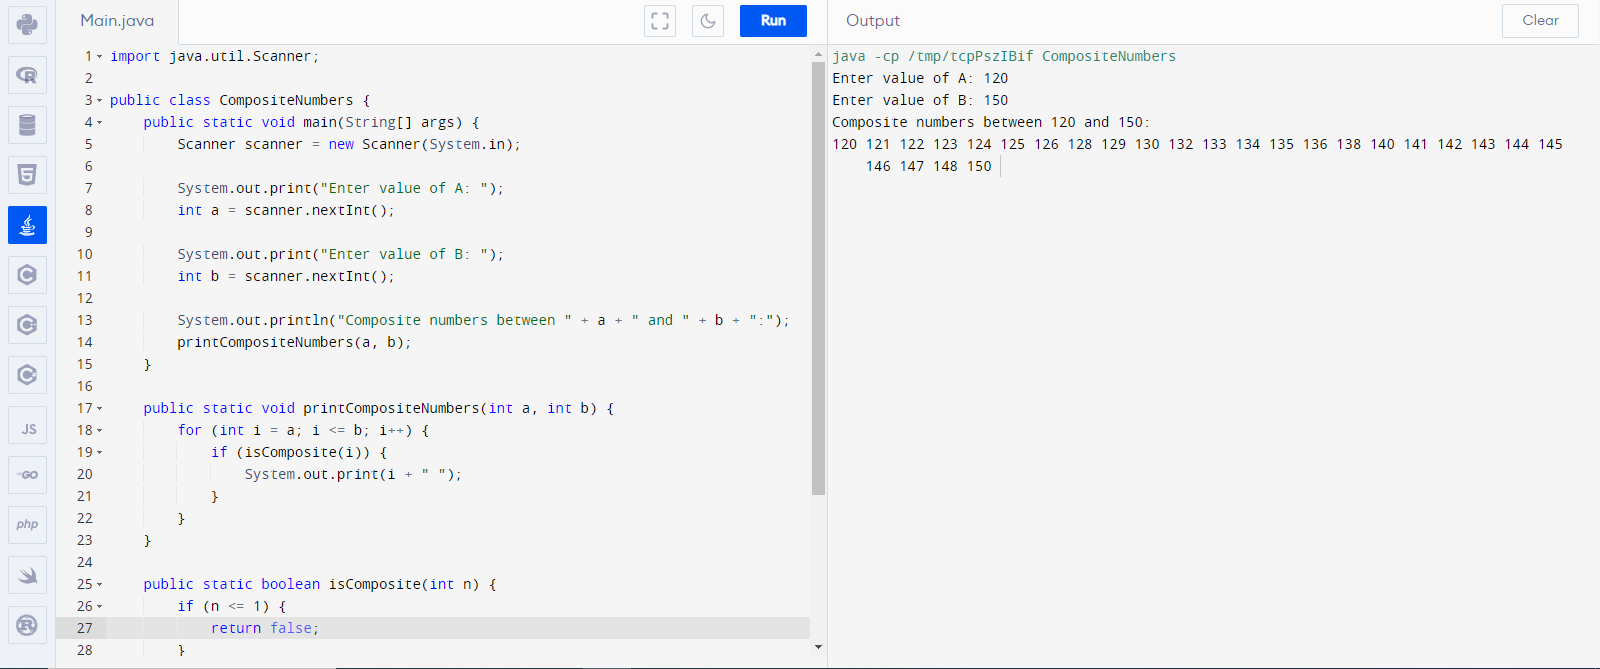 Main.java
Run
Output
Clear
1 import java.util.Scanner;
2
3 public class CompositeNumbers {
4     public static void main(String[] args) {
5         Scanner scanner = new Scanner(System.in);
6
7         System.out.print("Enter value of A: ");
8         int a = scanner.nextInt();
9
10         System.out.print("Enter value of B: ");
11         int b = scanner.nextInt();
12
13         System.out.println("Composite numbers between " + a + " and " + b + ":");
14         printCompositeNumbers(a, b);
15     }
16
17     public static void printCompositeNumbers(int a, int b) {
18         for (int i = a; i <= b; i++) {
19             if (isComposite(i)) {
20                 System.out.print(i + " ");
21             }
22         }
23     }
24
25     public static boolean isComposite(int n) {
26         if (n <= 1) {
27             return false;
28         }
java -cp /tmp/tcpPszIBif CompositeNumbers
Enter value of A: 120
Enter value of B: 150
Composite numbers between 120 and 150:
120 121 122 123 124 125 126 128 129 130 132 133 134 135 136 138 140 141 142 143 144 145
146 147 148 150
R
5
C
C
C
JS
GO
php
R